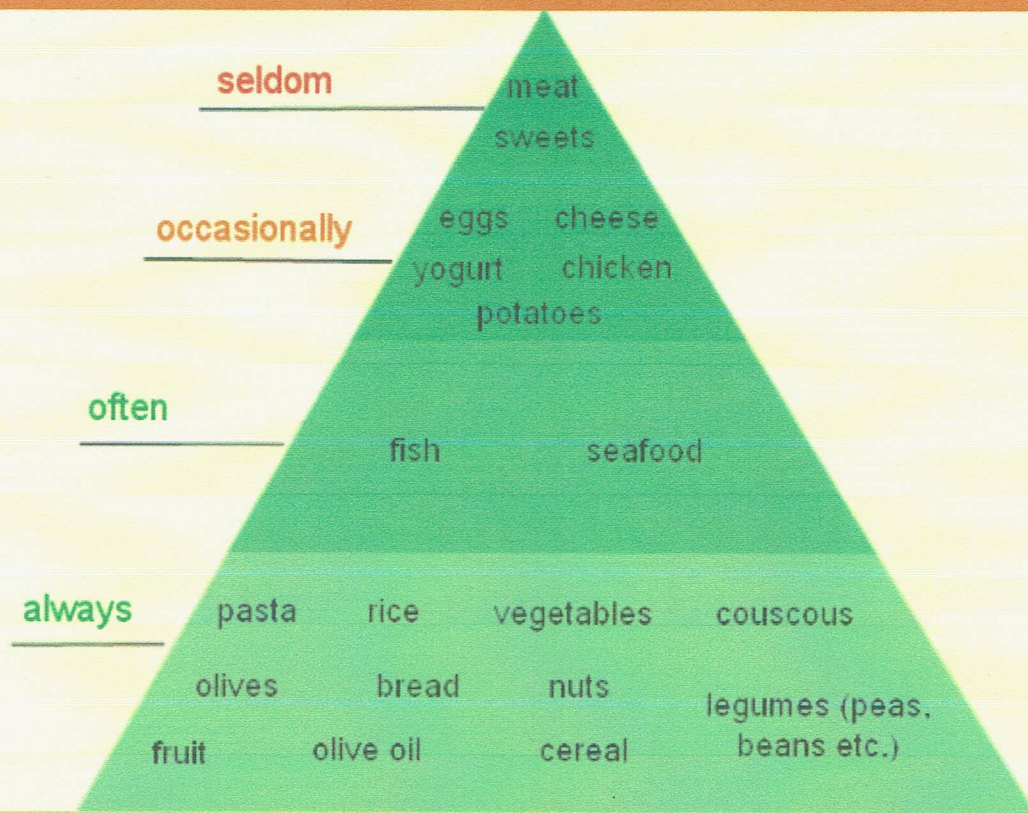 seldom
meat
sweets
occasionally
eggs cheese
yogurt chicken
potatoes
often
fish seafood
always
pasta rice vegetables couscous
olives bread nuts
legumes (peas,
beans etc.)
fruit olive oil cereal